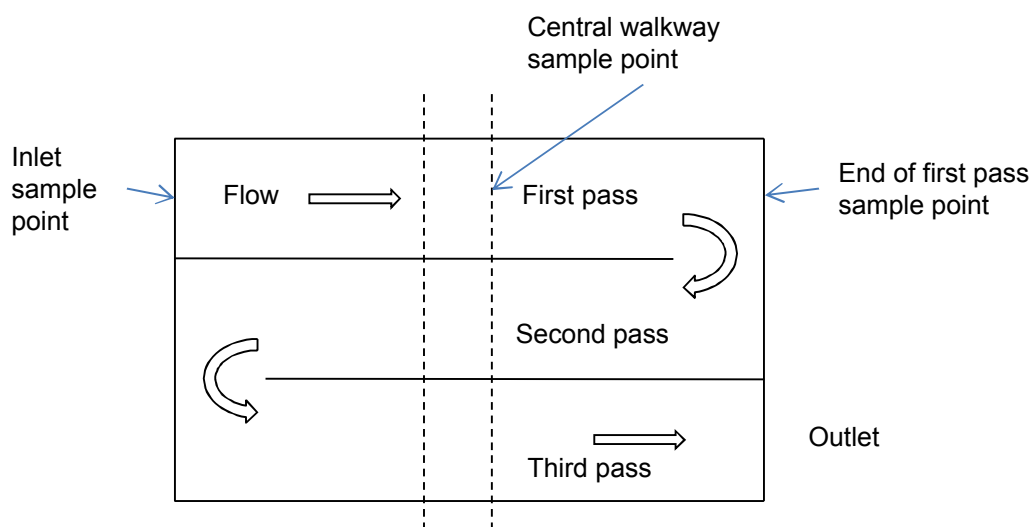 Central walkway
sample point
Inlet
sample
point
Flow
First pass
End of first pass
sample point
Second pass
Outlet
Third pass